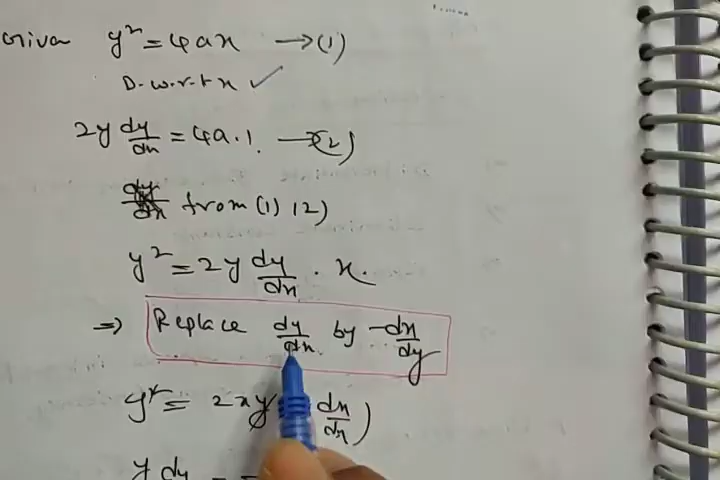 Given y² = 4ax → (1)
D.w.r.t x ✓
2y dy/dx = 4a.1. → (2)
dy/dx from (1) (2)
y² = 2y dy/dx . x.
⇒ Replace dy/dx by -dx/dy
y² = 2xy dx/dx)
y dy = -